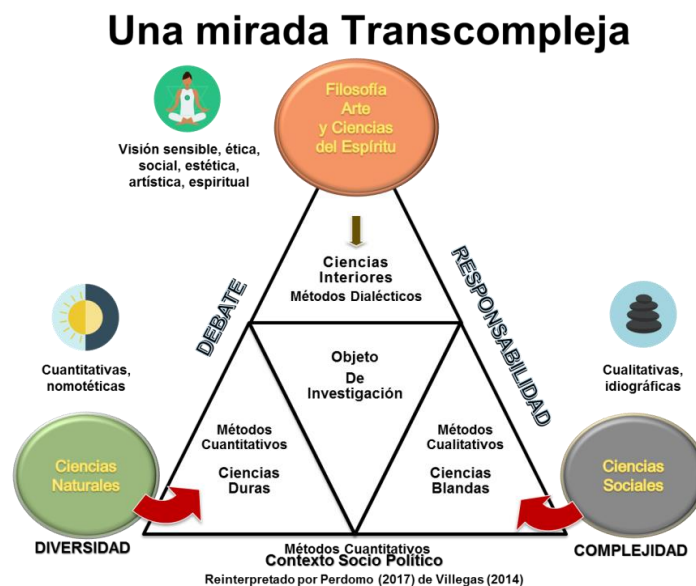 Una mirada Transcompleja
Filosofía
Arte
y Ciencias
del Espíritu
Visión sensible, ética,
social, estética,
artística, espiritual
DEBATE
RESPONSABILIDAD
Ciencias
Interiores
Métodos Dialécticos
Cuantitativas,
nomotéticas
Cualitativas,
idiográficas
Objeto
De
Investigación
Métodos
Cuantitativos
Ciencias
Duras
Métodos
Cualitativos
Ciencias
Blandas
Ciencias
Naturales
Ciencias
Sociales
DIVERSIDAD
COMPLEJIDAD
Métodos Cuantitativos
Contexto Socio Político
Reinterpretado por Perdomo (2017) de Villegas (2014)